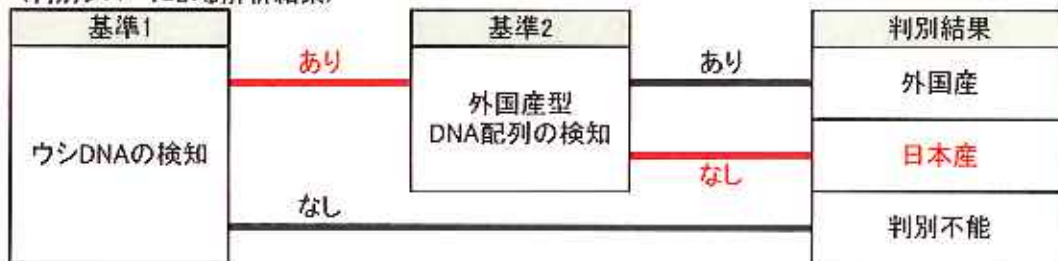 基準1
ウシDNAの検知
あり
なし
基準2
外国産型
DNA配列の検知
あり
なし
判別結果
外国産
日本産
判別不能